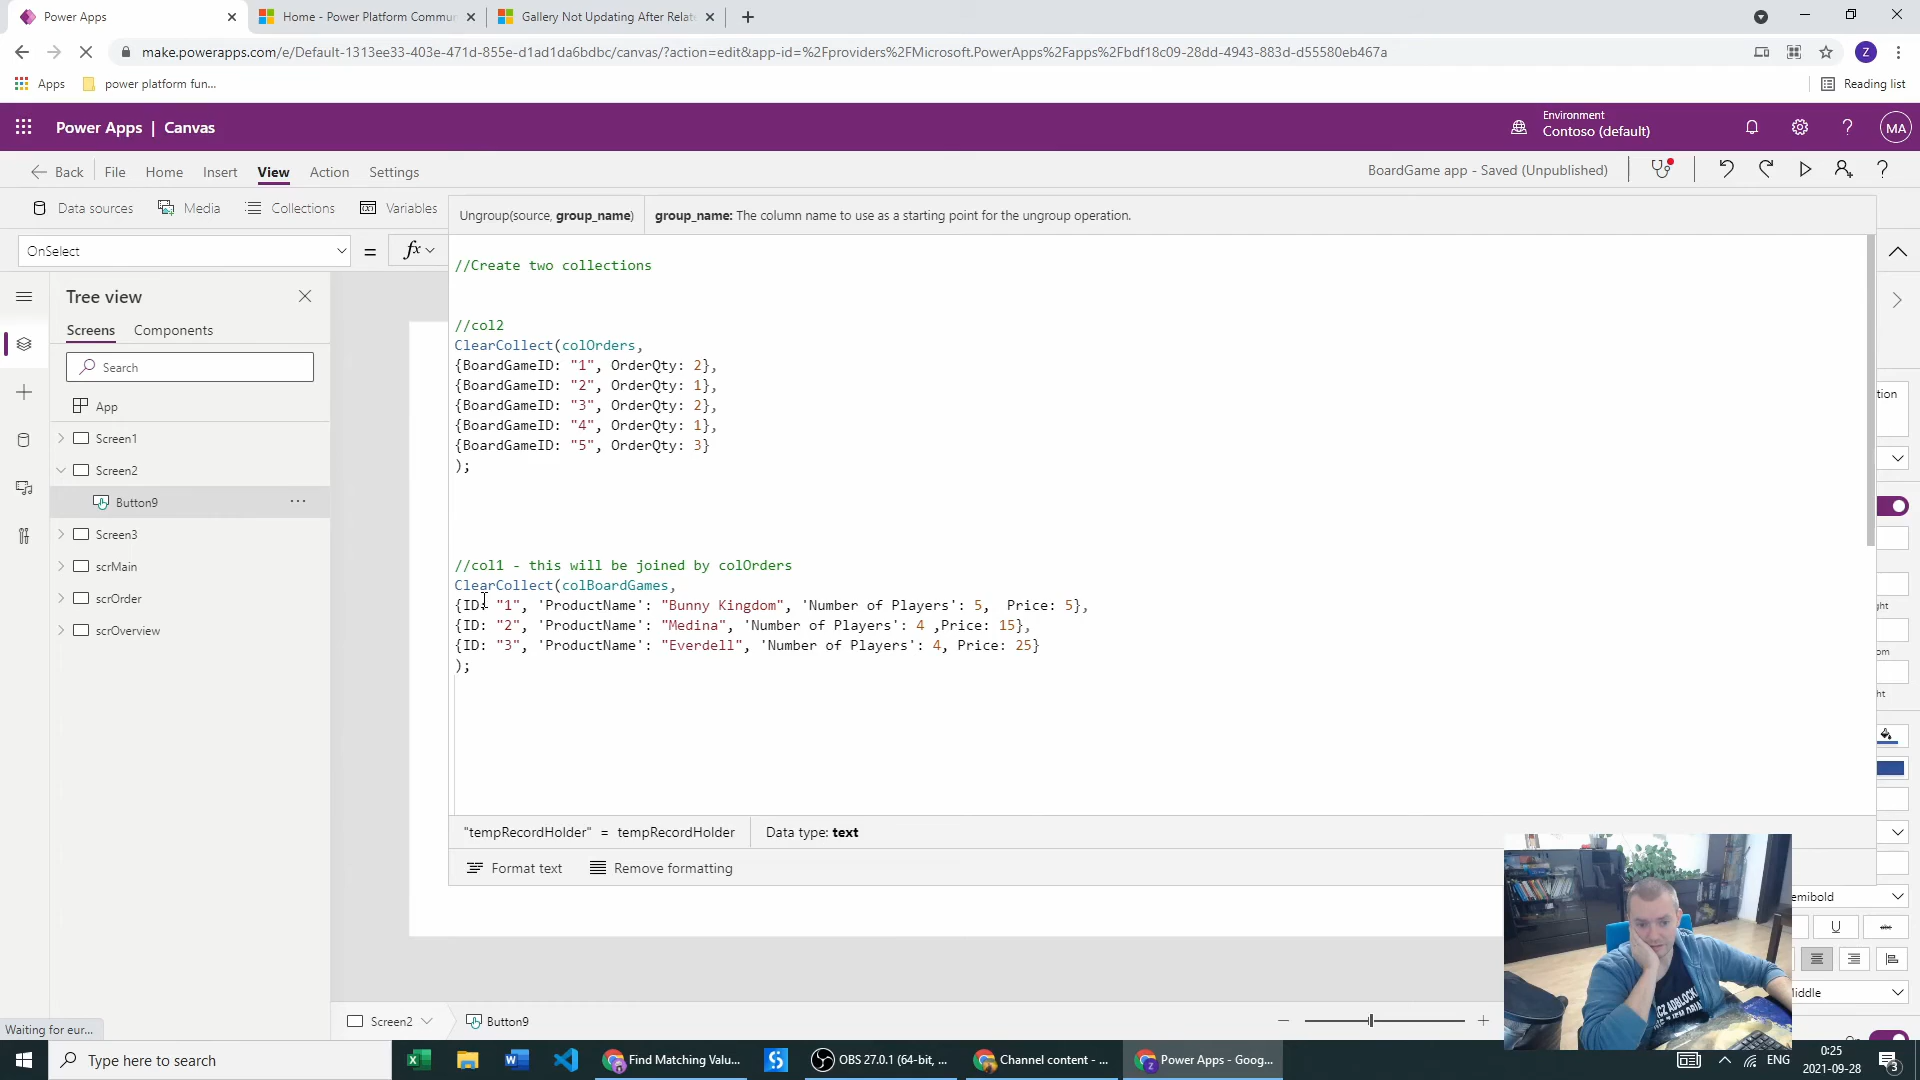 Power Apps
Home - Power Platform Commu
Gallery Not Updating After Relat
make.powerapps.com/e/Default-1313ee33-403e-471d-855e-d1ad1da6bdbc/canvas/?action=edit&app-id=%2Fproviders%2FMicrosoft.PowerApps%2Fapps%2Fbdf18c09-28dd-4943-883d-d55580eb467a
Z
Apps
power platform fun...
Reading list
Power Apps | Canvas
Environment
Contoso (default)
MA
Back
File
Home
Insert
View
Action
Settings
BoardGame app - Saved (Unpublished)
Data sources
Media
Collections
Variables
Ungroup(source, group_name)
group_name: The column name to use as a starting point for the ungroup operation.
OnSelect
=
fx
//Create two collections
//col2
ClearCollect(colOrders,
{BoardGameID: "1", OrderQty: 2},
{BoardGameID: "2", OrderQty: 1},
{BoardGameID: "3", OrderQty: 2},
{BoardGameID: "4", OrderQty: 1},
{BoardGameID: "5", OrderQty: 3}
);
//col1 - this will be joined by colOrders
ClearCollect(colBoardGames,
{ID: "1", 'ProductName': "Bunny Kingdom", 'Number of Players': 5,  Price: 5},
{ID: "2", 'ProductName': "Medina", 'Number of Players': 4 ,Price: 15},
{ID: "3", 'ProductName': "Everdell", 'Number of Players': 4, Price: 25}
);
Tree view
Screens
Components
Search
App
Screen1
Screen2
Button9
Screen3
scrMain
scrOrder
scrOverview
tion
ght
om
ht
"tempRecordHolder" = tempRecordHolder
Data type: text
Format text
Remove formatting
emibold
U
iddle
Screen2
Button9
Waiting for eur...
Type here to search
Find Matching Valu...
OBS 27.0.1 (64-bit, ...
Channel content - ...
Power Apps - Goog...
ENG
0:25
2021-09-28
3